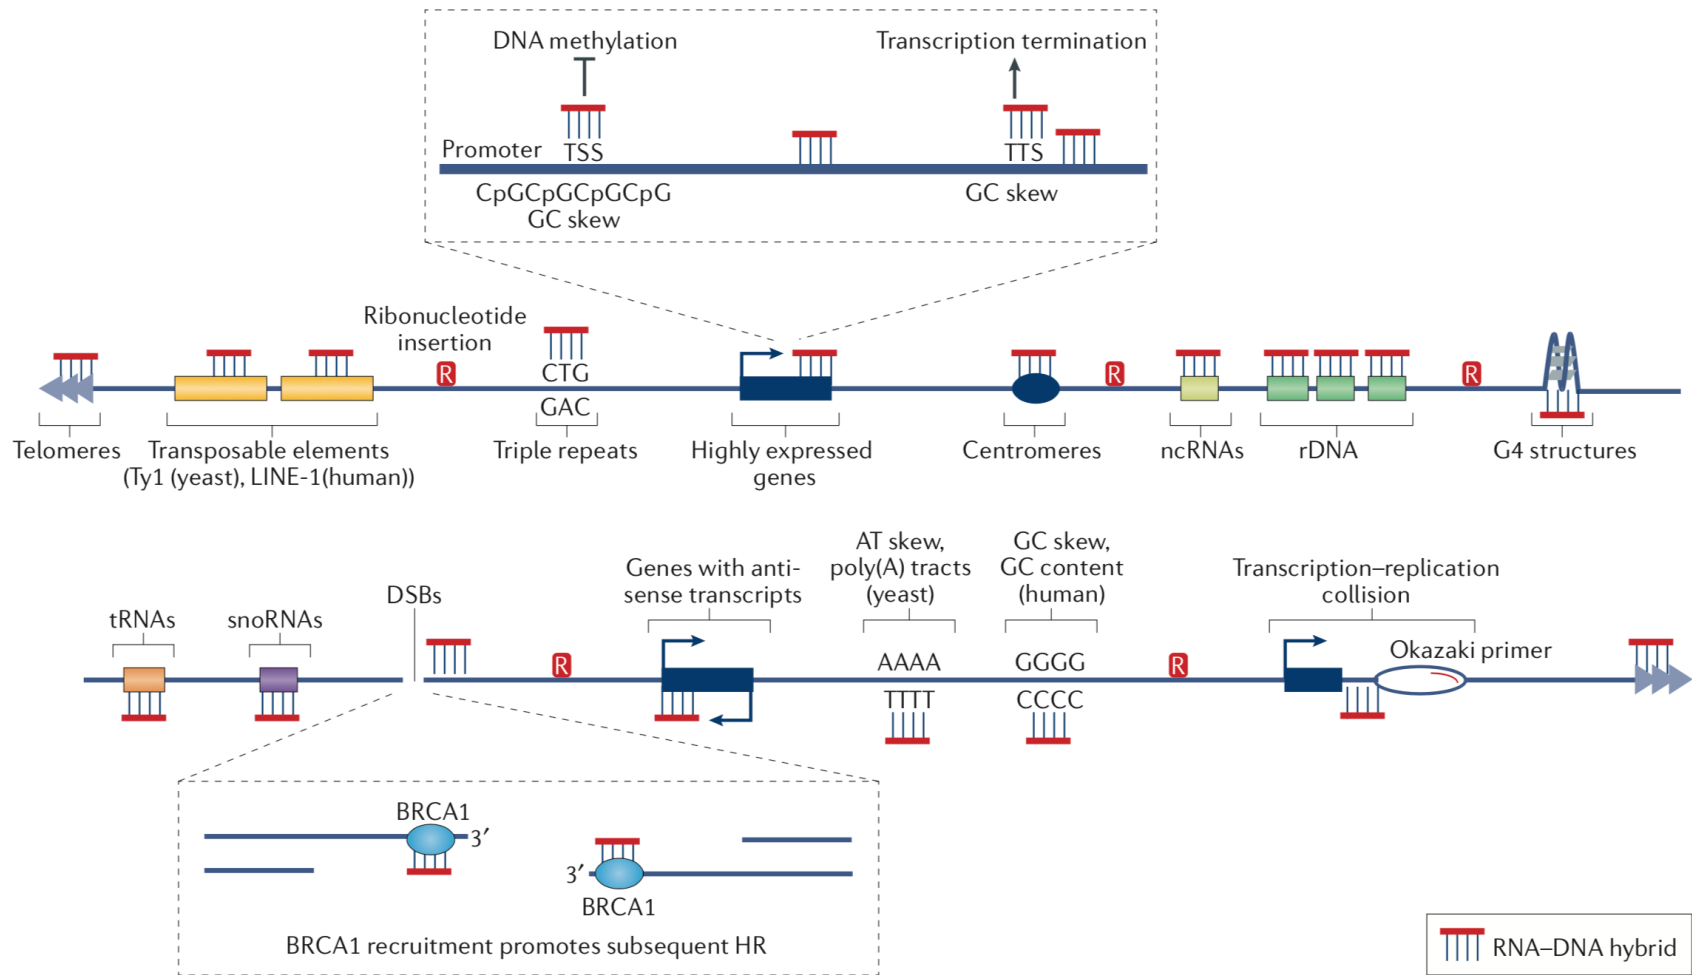 DNA methylation
Transcription termination
Promoter
TSS
TTS
CpGCpGCpGCpG
GC skew
GC skew
Ribonucleotide
insertion
R
CTG
GAC
R
R
Telomeres
Transposable elements
(Ty1 (yeast), LINE-1(human))
Triple repeats
Highly expressed
genes
Centromeres
ncRNAs
rDNA
G4 structures
tRNAs
snoRNAs
DSBs
R
Genes with anti-
sense transcripts
AT skew,
poly(A) tracts
(yeast)
AAAA
TTTT
GC skew,
GC content
(human)
GGGG
CCCC
R
Transcription–replication
collision
Okazaki primer
BRCA1
3′
3′
BRCA1
BRCA1 recruitment promotes subsequent HR
RNA–DNA hybrid